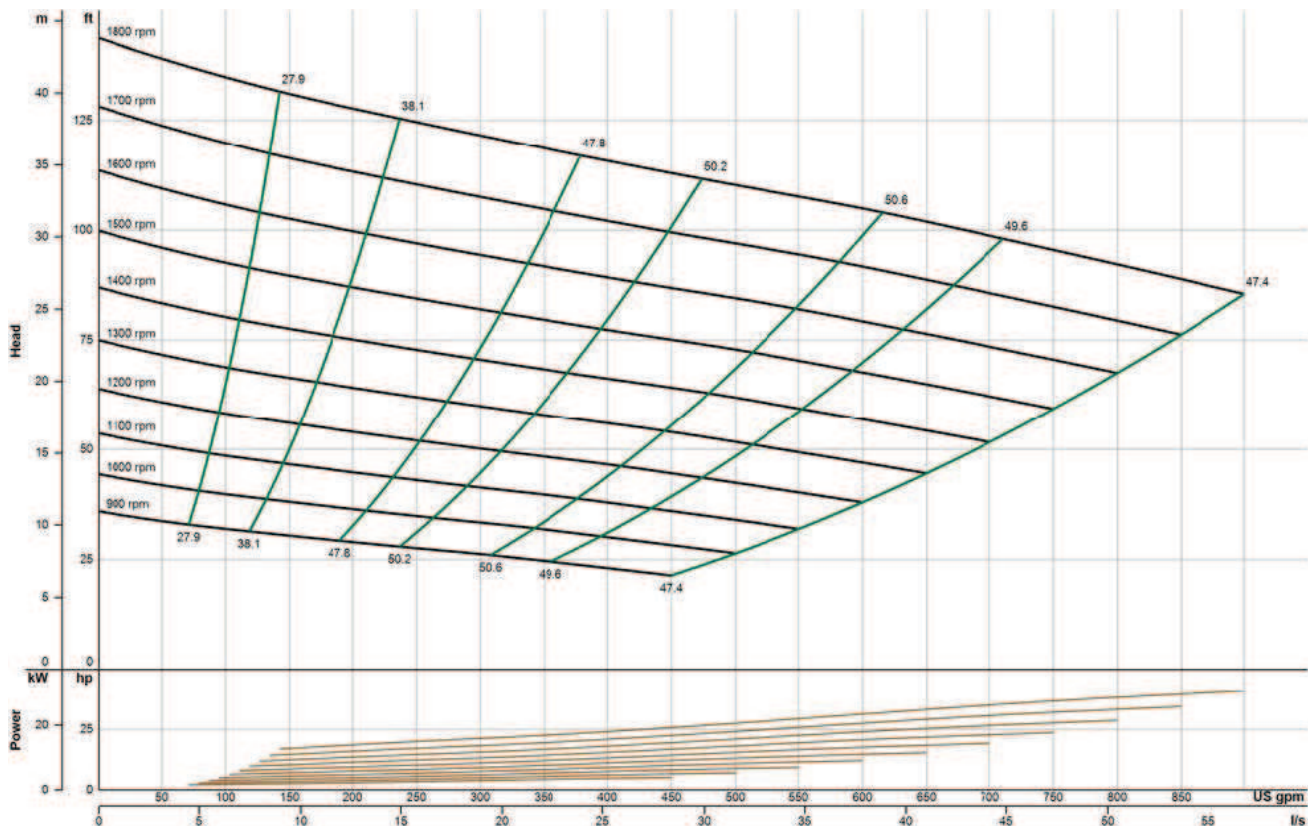 m ft
1800 rpm
27.9
40
1700 rpm
38.1
125
47.8
35
1600 rpm
50.2
50.6
1500 rpm
49.6
30
100
1400 rpm
47.4
25
Head
1300 rpm
75
20
1200 rpm
1100 rpm
15
50
1000 rpm
900 rpm
10
27.9
38.1
47.8
50.2
50.6
49.6
25
47.4
5
0 0
kW hp
Power
20 25
0 0
50 100 150 200 250 300 350 400 450 500 550 600 650 700 750 800 850 US gpm
0 5 10 15 20 25 30 35 40 45 50 55 l/s